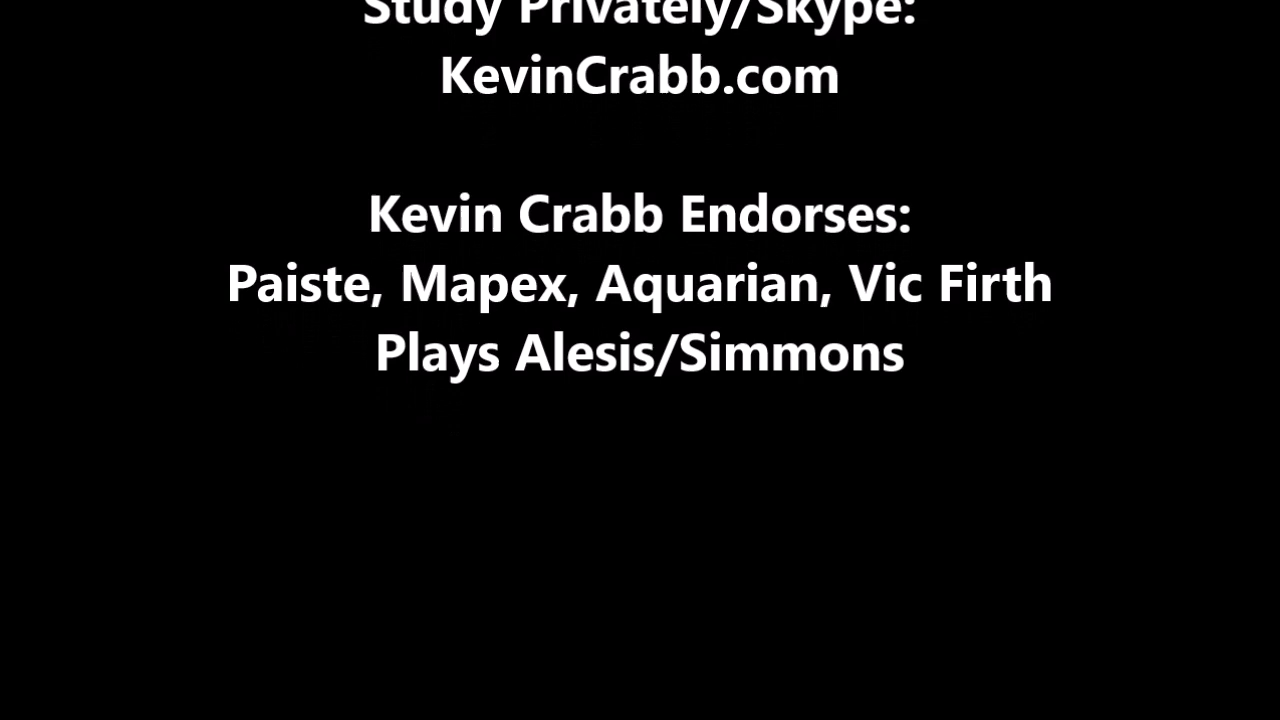 Study Privately/Skype:
KevinCrabb.com
Kevin Crabb Endorses:
Paiste, Mapex, Aquarian, Vic Firth
Plays Alesis/Simmons